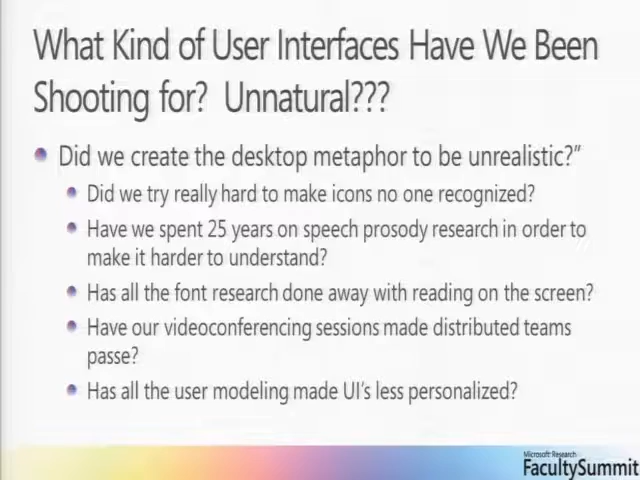 What Kind of User Interfaces Have We Been
Shooting for? Unnatural???
Did we create the desktop metaphor to be unrealistic?”
Did we try really hard to make icons no one recognized?
Have we spent 25 years on speech prosody research in order to
make it harder to understand?
Has all the font research done away with reading on the screen?
Have our videoconferencing sessions made distributed teams
passe?
Has all the user modeling made UI's less personalized?
Microsoft Research
FacultySummit